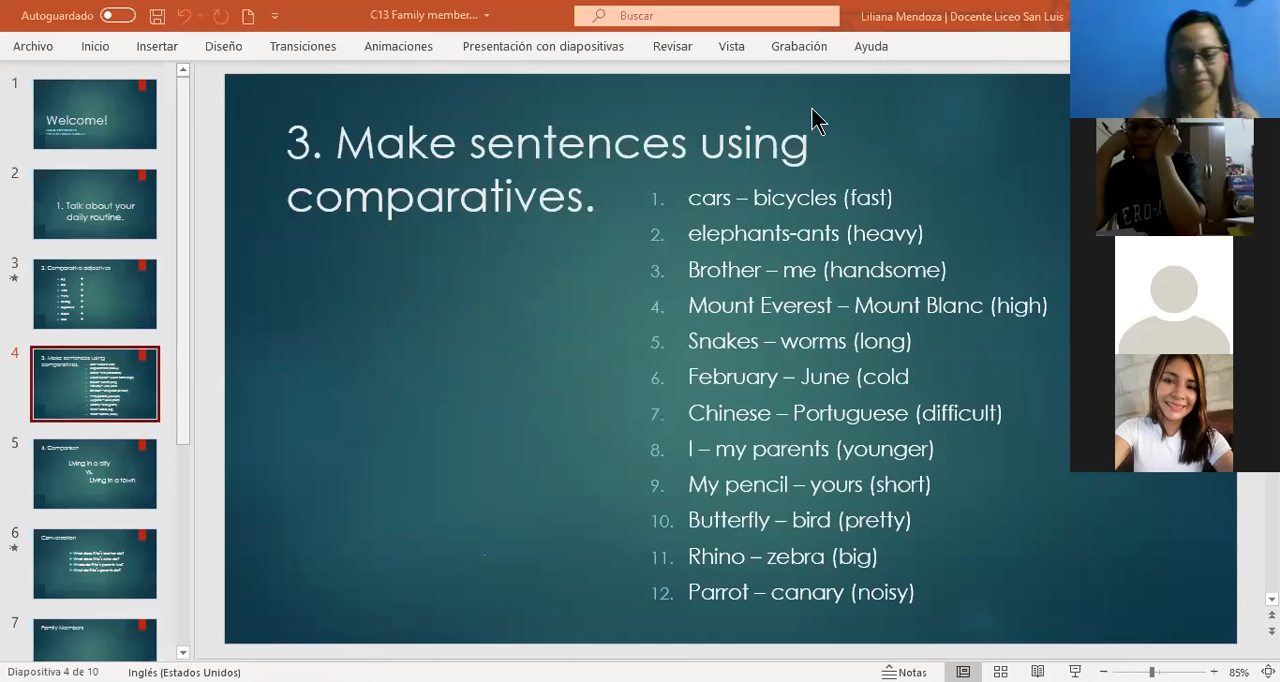 Autoguardado
C13 Family member...
Buscar
Liliana Mendoza | Docente Liceo San Luis
Archivo
Inicio
Insertar
Diseño
Transiciones
Animaciones
Presentación con diapositivas
Revisar
Vista
Grabación
Ayuda
1
Welcome!
2
1. Talk about your
daily routine.
3
2. Comparative adjectives
4
3. Make sentences using
comparatives.
5
4. Comparison
Living in a city
vs.
Living in a town
6
Conversation
7
Family Members
3. Make sentences using
comparatives.
1. cars – bicycles (fast)
2. elephants-ants (heavy)
3. Brother – me (handsome)
4. Mount Everest – Mount Blanc (high)
5. Snakes – worms (long)
6. February – June (cold
7. Chinese – Portuguese (difficult)
8. I – my parents (younger)
9. My pencil – yours (short)
10. Butterfly – bird (pretty)
11. Rhino – zebra (big)
12. Parrot – canary (noisy)
Diapositiva 4 de 10
Inglés (Estados Unidos)
Notas
85%